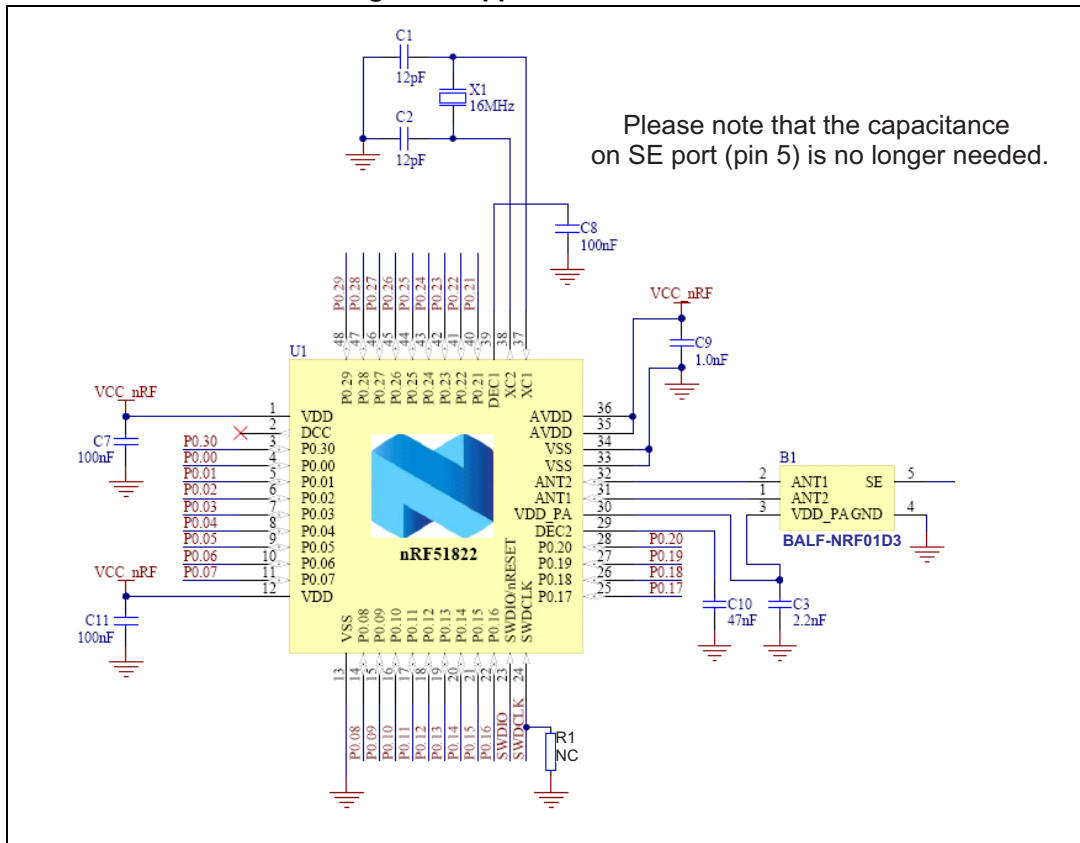 C1
12pF
X1
16MHz
C2
12pF
Please note that the capacitance
on SE port (pin 5) is no longer needed.
C8
100nF
P0.29
P0.28
P0.27
P0.26
P0.25
P0.24
P0.23
P0.22
P0.21
48
47
46
45
44
43
42
41
40
39
38
37
U1
P0.29
P0.28
P0.27
P0.26
P0.25
P0.24
P0.23
P0.22
P0.21
DEC1
XC2
XC1
VCC_nRF
C9
1.0nF
VCC_nRF
C7
100nF
1 VDD
2 DCC
P0.30 3 P0.30
P0.00 4 P0.00
P0.01 5 P0.01
P0.02 6 P0.02
P0.03 7 P0.03
P0.04 8 P0.04
P0.05 9 P0.05
P0.06 10 P0.06
P0.07 11 P0.07
12 VDD
VCC_nRF
C11
100nF
nRF51822
AVDD 36
AVDD 35
VSS 34
VSS 33
ANT2 32
ANT1 31
VDD_PA 30
DEC2 29
P0.20 28 P0.20
P0.19 27 P0.19
P0.18 26 P0.18
P0.17 25 P0.17
B1
2 ANT1 SE 5
1 ANT2
3 VDD_PA GND 4
BALF-NRF01D3
C10
47nF
C3
2.2nF
VSS
P0.08
P0.09
P0.10
P0.11
P0.12
P0.13
P0.14
P0.15
P0.16
SWDIO/nRESET
SWDCLK
13
14
15
16
17
18
19
20
21
22
23
24
P0.08
P0.09
P0.10
P0.11
P0.12
P0.13
P0.14
P0.15
P0.16
SWDIO
SWDCLK
R1
NC